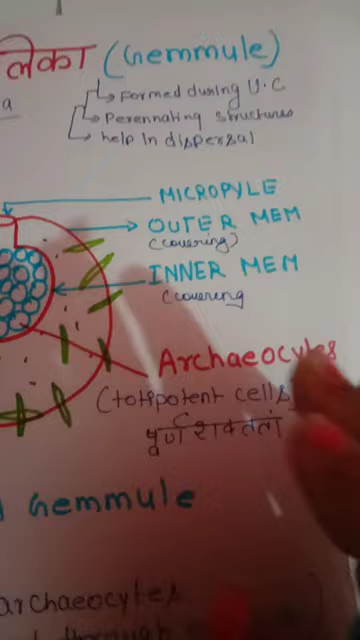 लिका (Gemmule)
a
Formed during U.C
Perennating structures
help in dispersal
MICROPYLE
OUTER MEM
(covering)
INNER MEM
(covering
Archaeocytes
(totipotent cells)
पूर्ण
Gemmule
archaeocytes
through